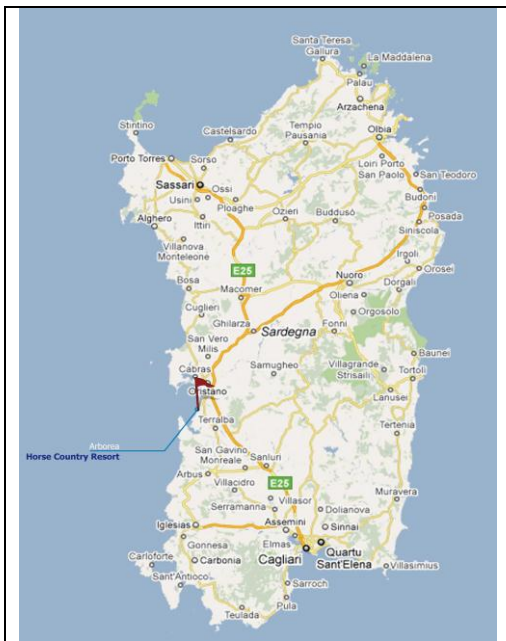 Santa Teresa
Gallura
La Maddalena
Palau
Arzachena
Stintino
Castelsardo
Tempio
Pausania
Olbia
Porto Torres
Sorso
Loiri Porto
San Paolo
San Teodoro
Sassari
Ossi
Usini
Ploaghe
Budoni
Alghero
Ittiri
Ozieri
Buddusò
Posada
Siniscola
Villanova
Monteleone
Irgoli
Orosei
E25
Nuoro
Bosa
Macomer
Oliena
Dorgali
Cuglieri
Orgosolo
Ghilarza
Sardegna
Fonni
San Vero
Milis
Baunei
Cabras
Samugheo
Villagrande
Strisaili
Tortolì
Oristano
Lanusei
Terralba
Tertenia
Arborea
Horse Country Resort
San Gavino
Monreale
Sanluri
Arbus
Villacidro
E25
Villasor
Muravera
Serramanna
Dolianova
Iglesias
Assemini
Sinnai
Gonnesa
Elmas
Quartu
Sant'Elena
Carloforte
Carbonia
Cagliari
Villasimius
Sant'Antioco
Sarroch
Teulada
Pula